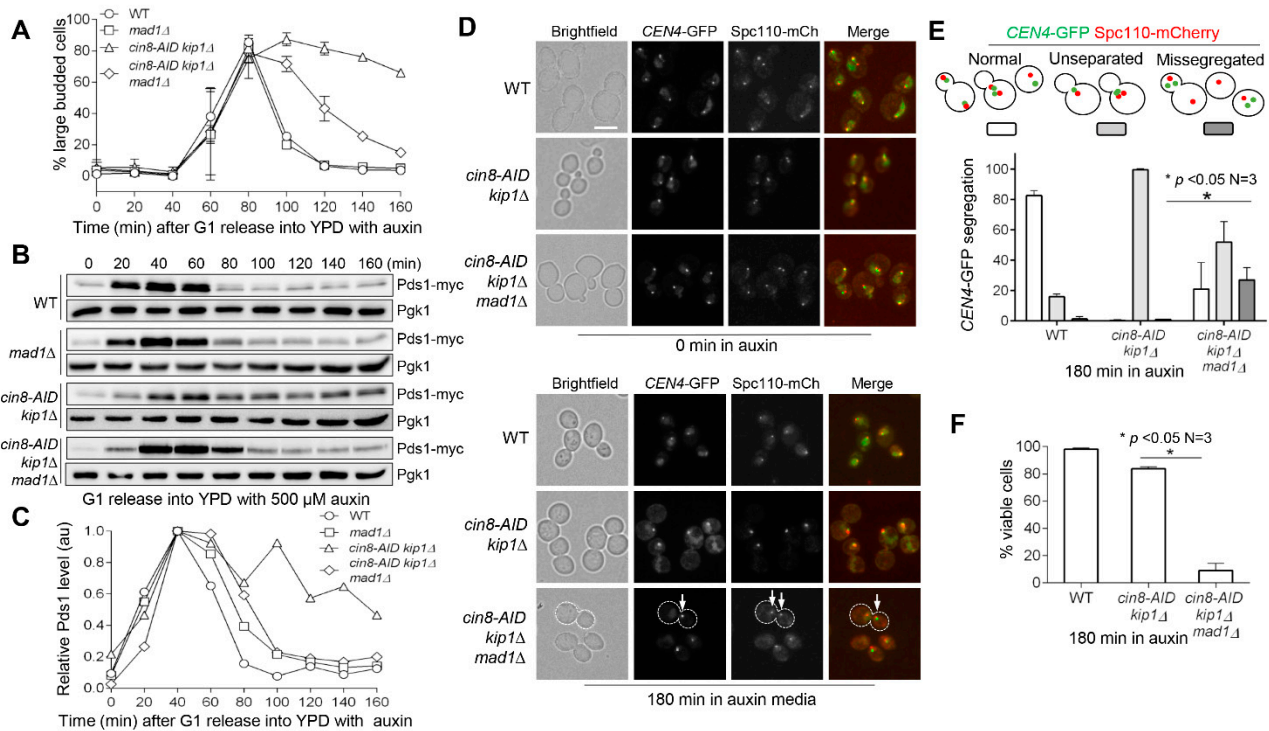 A
% large budded cells
100
80
60
40
20
0
WT
mad1Δ
cin8-AID kip1Δ
cin8-AID kip1Δ
mad1Δ
0 20 40 60 80 100 120 140 160
Time (min) after G1 release into YPD with auxin
B
0 20 40 60 80 100 120 140 160 (min)
WT
Pds1-myc
Pgk1
mad1Δ
Pds1-myc
Pgk1
cin8-AID
kip1Δ
Pds1-myc
Pgk1
cin8-AID
kip1Δ
mad1Δ
Pds1-myc
Pgk1
G1 release into YPD with 500 µM auxin
C
Relative Pds1 level (au)
1.0
0.8
0.6
0.4
0.2
0.0
WT
mad1Δ
cin8-AID kip1Δ
cin8-AID kip1Δ
mad1Δ
0 20 40 60 80 100 120 140 160
Time (min) after G1 release into YPD with auxin
D
Brightfield CEN4-GFP Spc110-mCh Merge
WT
cin8-AID
kip1Δ
cin8-AID
kip1Δ
mad1Δ
0 min in auxin
Brightfield CEN4-GFP Spc110-mCh Merge
WT
cin8-AID
kip1Δ
cin8-AID
kip1Δ
mad1Δ
180 min in auxin media
E
CEN4-GFP Spc110-mCherry
Normal Unseparated Missegregated
CEN4-GFP segregation
100
80
60
40
20
0
* p <0.05 N=3
*
WT
cin8-AID
kip1Δ
cin8-AID
kip1Δ
mad1Δ
180 min in auxin
F
% viable cells
100
80
60
40
20
0
* p <0.05 N=3
*
WT
cin8-AID
kip1Δ
cin8-AID
kip1Δ
mad1Δ
180 min in auxin